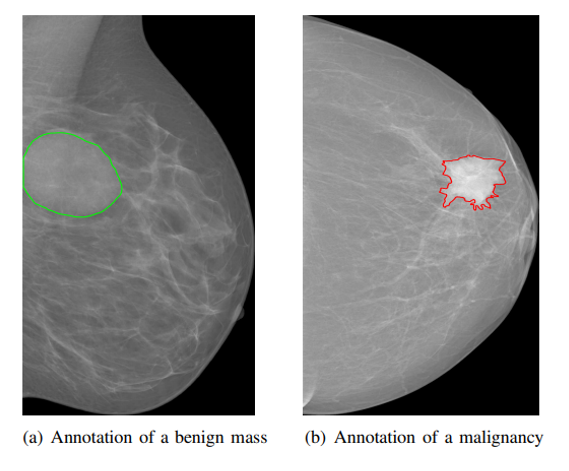 (a) Annotation of a benign mass
(b) Annotation of a malignancy